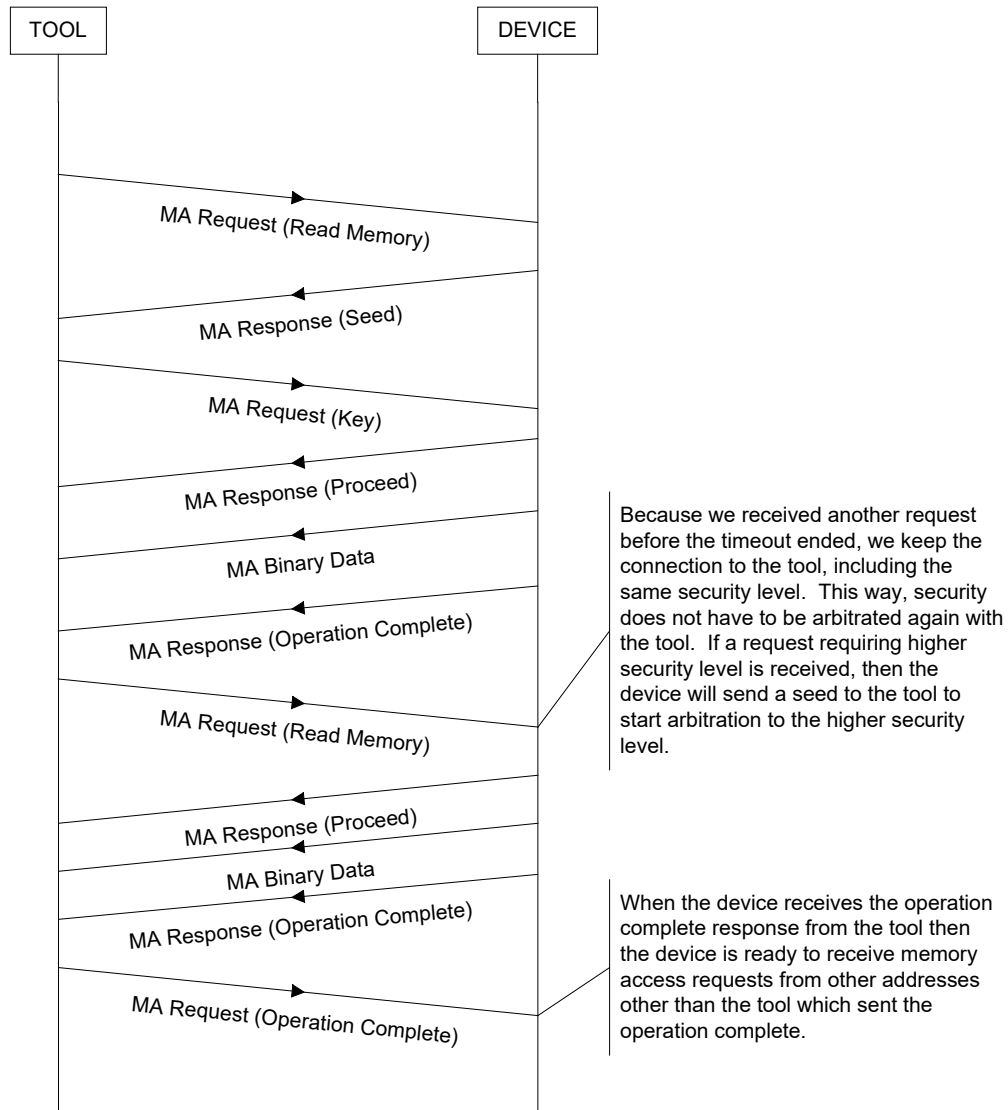 TOOL
DEVICE
MA Request (Read Memory)
MA Response (Seed)
MA Request (Key)
MA Response (Proceed)
MA Binary Data
MA Response (Operation Complete)
MA Request (Read Memory)
Because we received another request
before the timeout ended, we keep the
connection to the tool, including the
same security level.  This way, security
does not have to be arbitrated again with
the tool. If a request requiring higher
security level is received, then the
device will send a seed to the tool to
start arbitration to the higher security
level.
MA Response (Proceed)
MA Binary Data
MA Response (Operation Complete)
MA Request (Operation Complete)
When the device receives the operation
complete response from the tool then
the device is ready to receive memory
access requests from other addresses
other than the tool which sent the
operation complete.